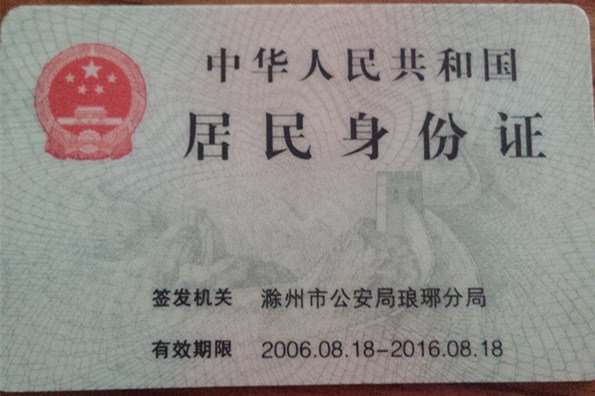 中华人民共和国
居民身份证
签发机关 滁州市公安局琅琊分局
有效期限 2006.08.18-2016.08.18